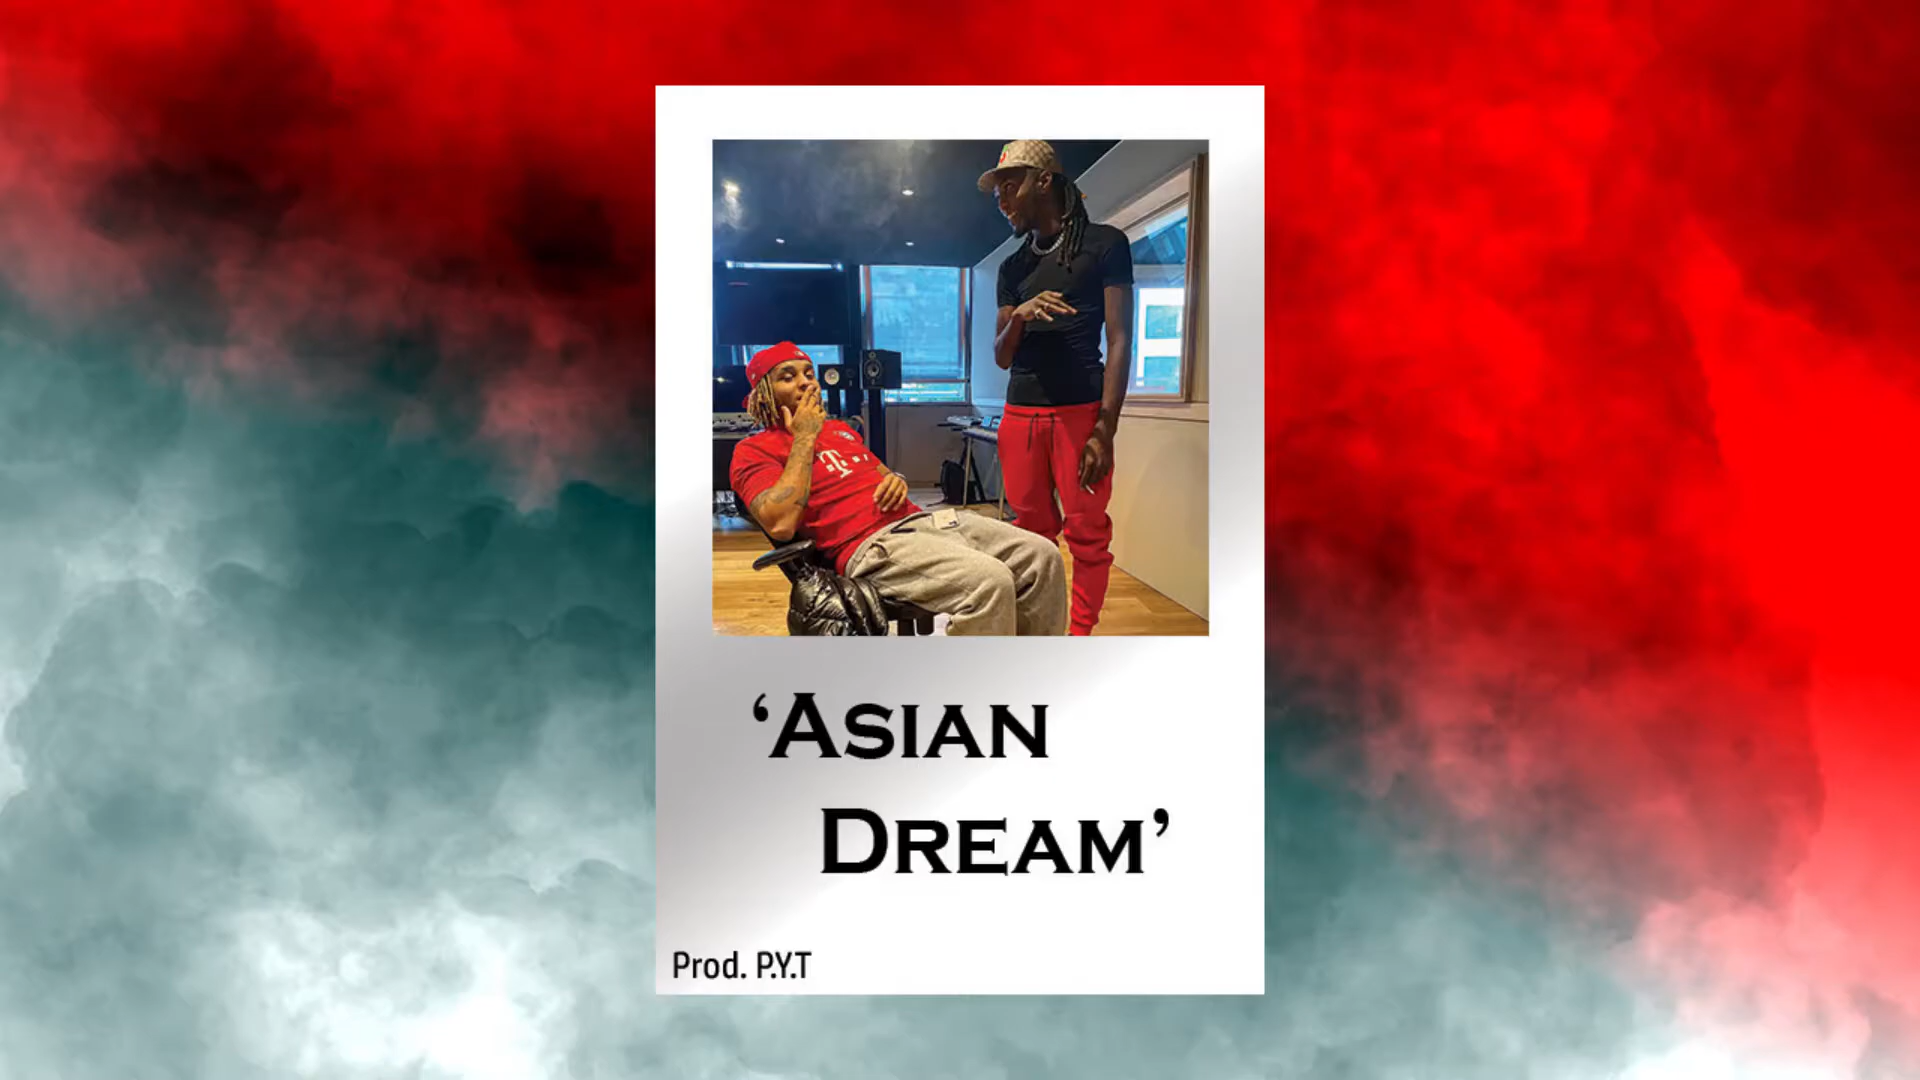 T
‘ASIAN
DREAM’
Prod. P.Y.T